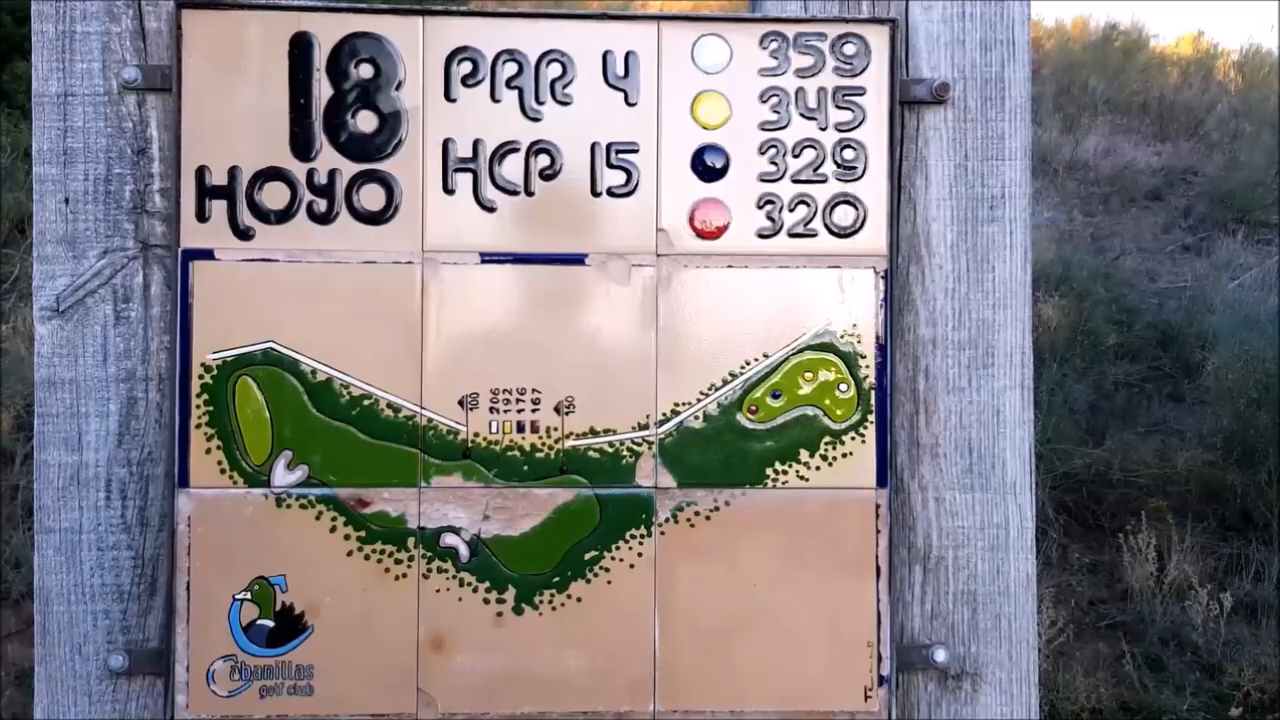 18
HOYO
PAR 4
HCP 15
359
345
329
320
100
206
192
176
167
150
Cabanillas
golf club